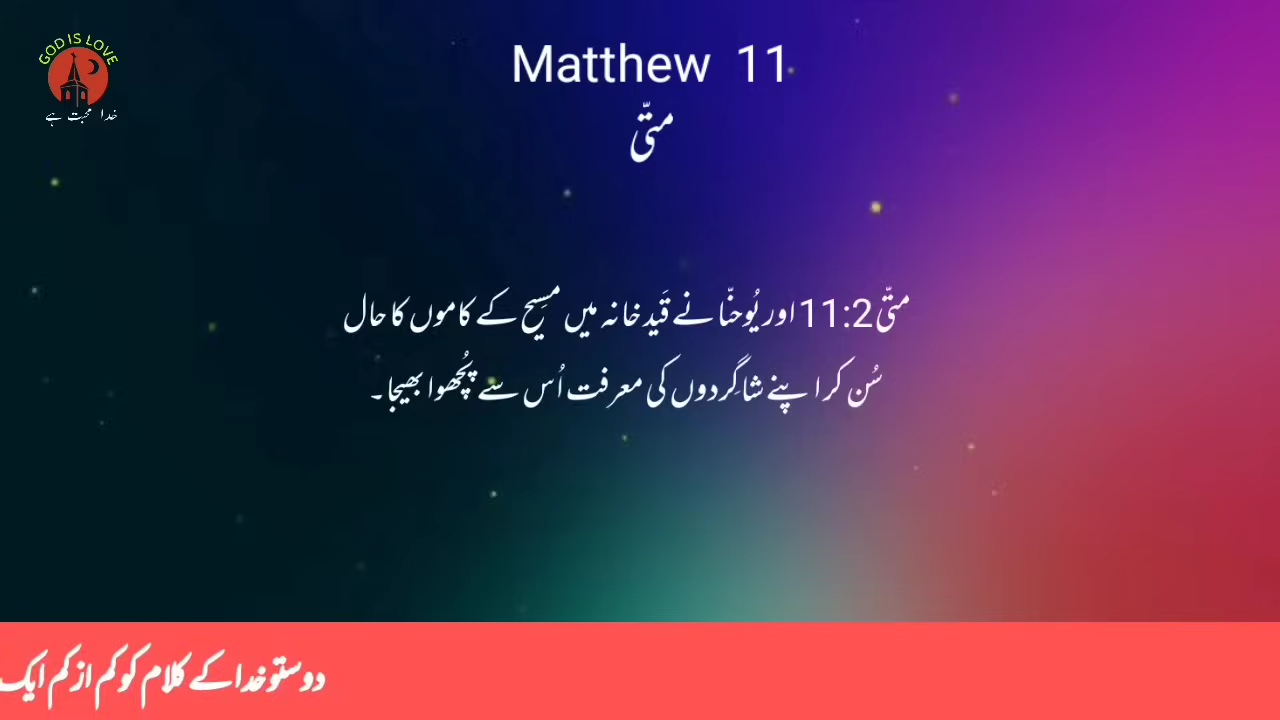 GOD IS LOVE
خدا محبت ہے
Matthew 11
متّی
متّی 11:2 اور یُوحنّا نے قَید خانہ میں مسِیح کے کاموں کا حال
سُن کر اپنے شاگِردوں کی معرفت اُس سے پُچھوا بھیجا۔
دوستو خدا کے کلام کو کم از کم ایک